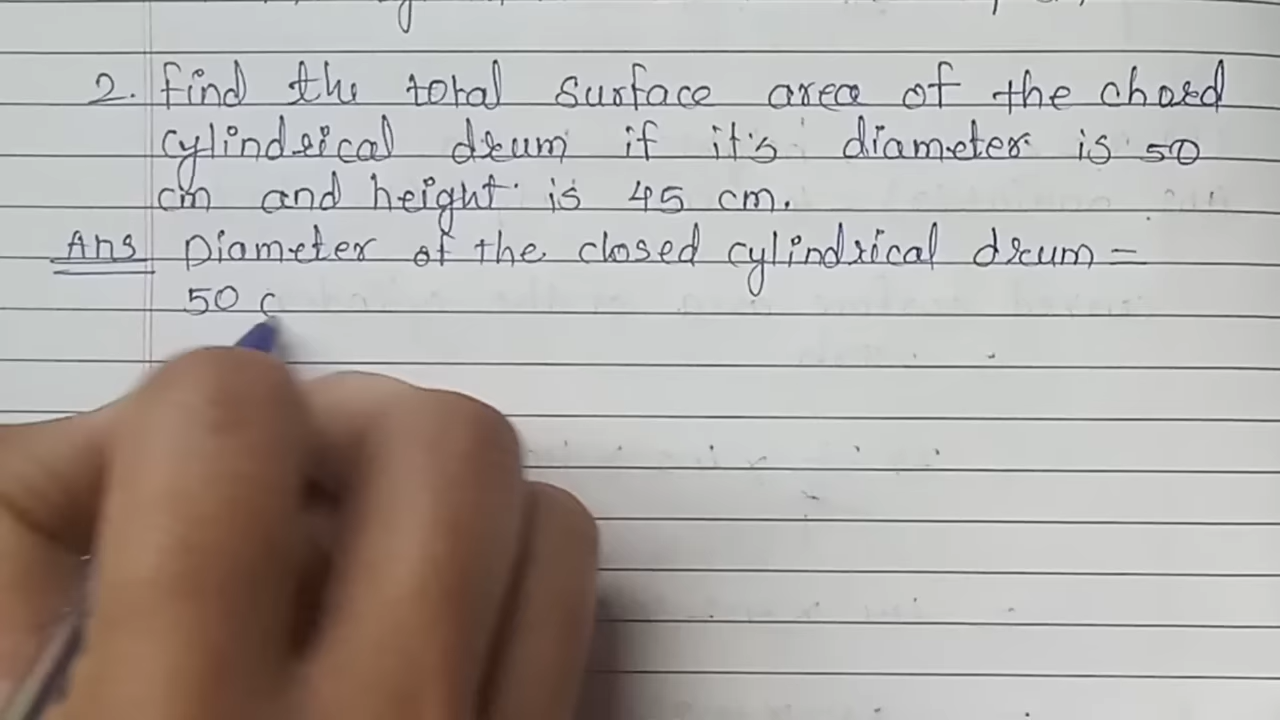 2. find the total surface area of the chosed
cylindrical drum if it's diameter is 50
cm and height is 45 cm.
Ans Diameter of the closed cylindrical drum =
50 c